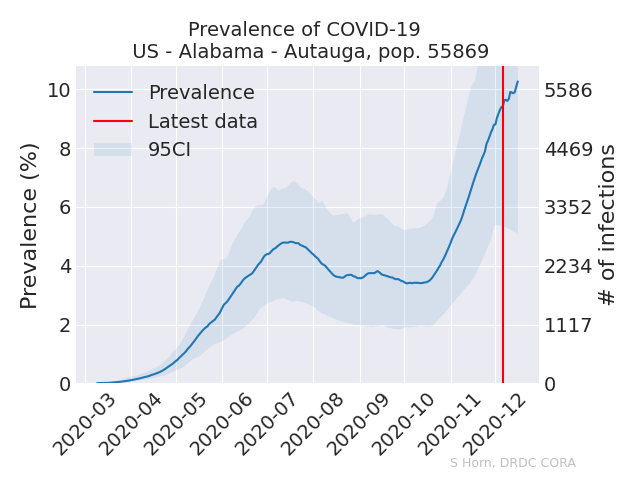 Prevalence of COVID-19
US - Alabama - Autauga, pop. 55869
Prevalence
Latest data
95CI
Prevalence (%)
10
8
6
4
2
0
5586
4469
3352
2234
1117
0
# of infections
2020-03
2020-04
2020-05
2020-06
2020-07
2020-08
2020-09
2020-10
2020-11
2020-12
S Horn, DRDC CORA